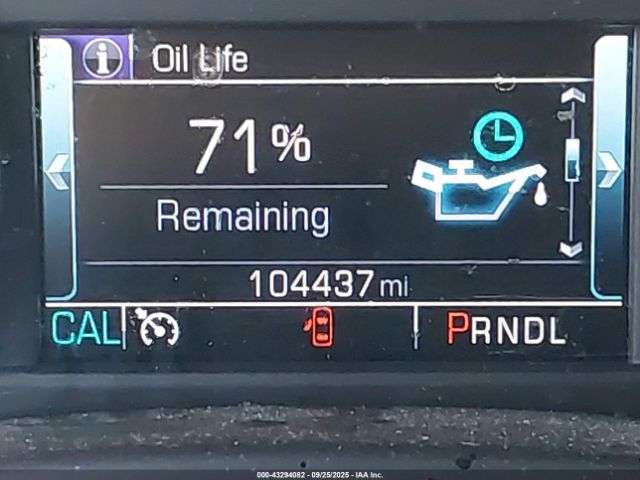 i Oil Life
71%
Remaining
104437 mi
CAL PRNDL
000-43294082 - 09/25/2025 - IAA Inc.